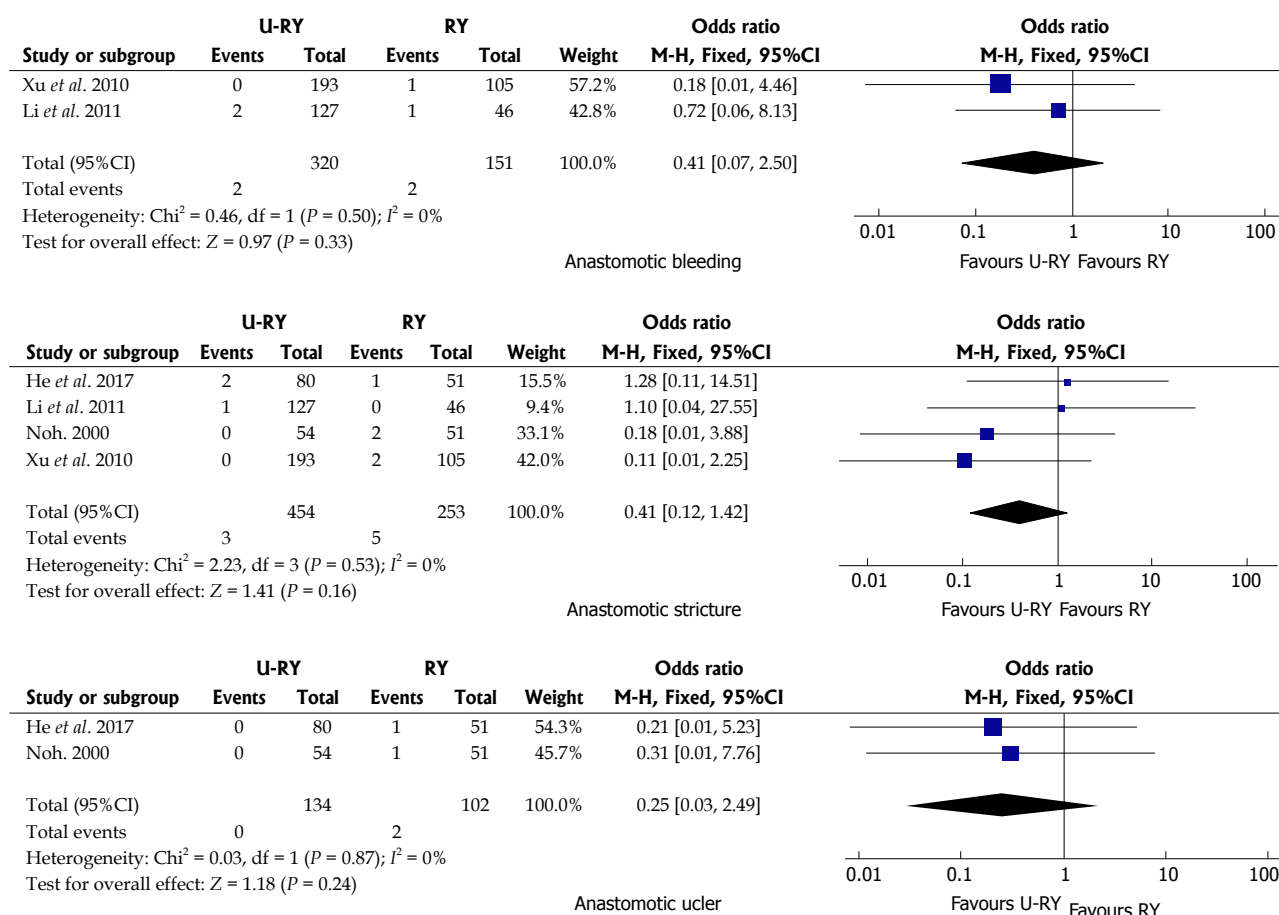 U-RY RY Odds ratio Odds ratio
Study or subgroup Events Total Events Total Weight M-H, Fixed, 95%CI M-H, Fixed, 95%CI
Xu et al. 2010 0 193 1 105 57.2% 0.18 [0.01, 4.46]
Li et al. 2011 2 127 1 46 42.8% 0.72 [0.06, 8.13]
Total (95%CI) 320 151 100.0% 0.41 [0.07, 2.50]
Total events 2 2
Heterogeneity: Chi² = 0.46, df = 1 (P = 0.50); I² = 0%
Test for overall effect: Z = 0.97 (P = 0.33)
0.01 0.1 1 10 100
Anastomotic bleeding Favours U-RY Favours RY
U-RY RY Odds ratio Odds ratio
Study or subgroup Events Total Events Total Weight M-H, Fixed, 95%CI M-H, Fixed, 95%CI
He et al. 2017 2 80 1 51 15.5% 1.28 [0.11, 14.51]
Li et al. 2011 1 127 0 46 9.4% 1.10 [0.04, 27.55]
Noh. 2000 0 54 2 51 33.1% 0.18 [0.01, 3.88]
Xu et al. 2010 0 193 2 105 42.0% 0.11 [0.01, 2.25]
Total (95%CI) 454 253 100.0% 0.41 [0.12, 1.42]
Total events 3 5
Heterogeneity: Chi² = 2.23, df = 3 (P = 0.53); I² = 0%
Test for overall effect: Z = 1.41 (P = 0.16)
0.01 0.1 1 10 100
Anastomotic stricture Favours U-RY Favours RY
U-RY RY Odds ratio Odds ratio
Study or subgroup Events Total Events Total Weight M-H, Fixed, 95%CI M-H, Fixed, 95%CI
He et al. 2017 0 80 1 51 54.3% 0.21 [0.01, 5.23]
Noh. 2000 0 54 1 51 45.7% 0.31 [0.01, 7.76]
Total (95%CI) 134 102 100.0% 0.25 [0.03, 2.49]
Total events 0 2
Heterogeneity: Chi² = 0.03, df = 1 (P = 0.87); I² = 0%
Test for overall effect: Z = 1.18 (P = 0.24)
0.01 0.1 1 10 100
Anastomotic ucler Favours U-RY Favours RY